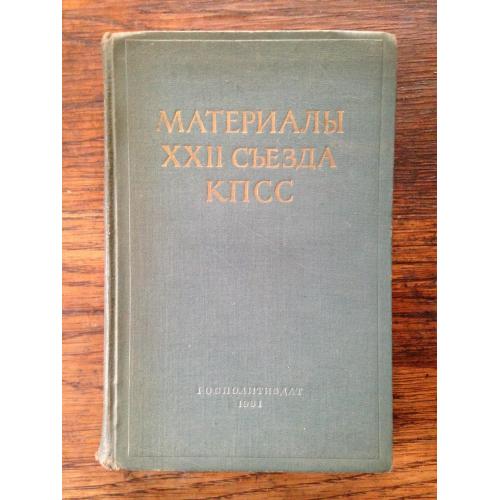 МАТЕРИАЛЫ
XXII СЪЕЗДА
КПСС
ГОСПОЛИТИЗДАТ
1961